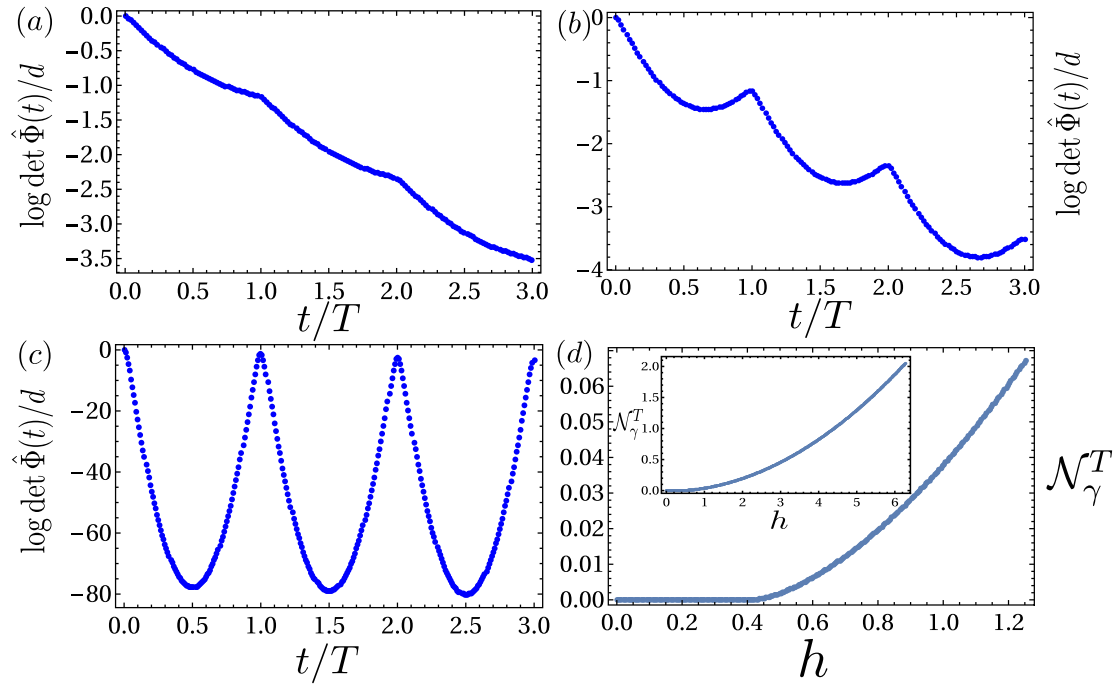 (a)
0.0
−0.5
−1.0
−1.5
−2.0
−2.5
−3.0
−3.5
log det Φ̂(t)/d
0.0 0.5 1.0 1.5 2.0 2.5 3.0
t/T
(b)
0
−1
−2
−3
−4
log det Φ̂(t)/d
0.0 0.5 1.0 1.5 2.0 2.5 3.0
t/T
(c)
0
−20
−40
−60
−80
log det Φ̂(t)/d
0.0 0.5 1.0 1.5 2.0 2.5 3.0
t/T
(d)
0.06
0.05
0.04
0.03
0.02
0.01
0.00
𝒩_γ^T
0.0 0.2 0.4 0.6 0.8 1.0 1.2
h
2.0
1.5
1.0
0.5
0.0
𝒩_γ^T
0 1 2 3 4 5 6
h